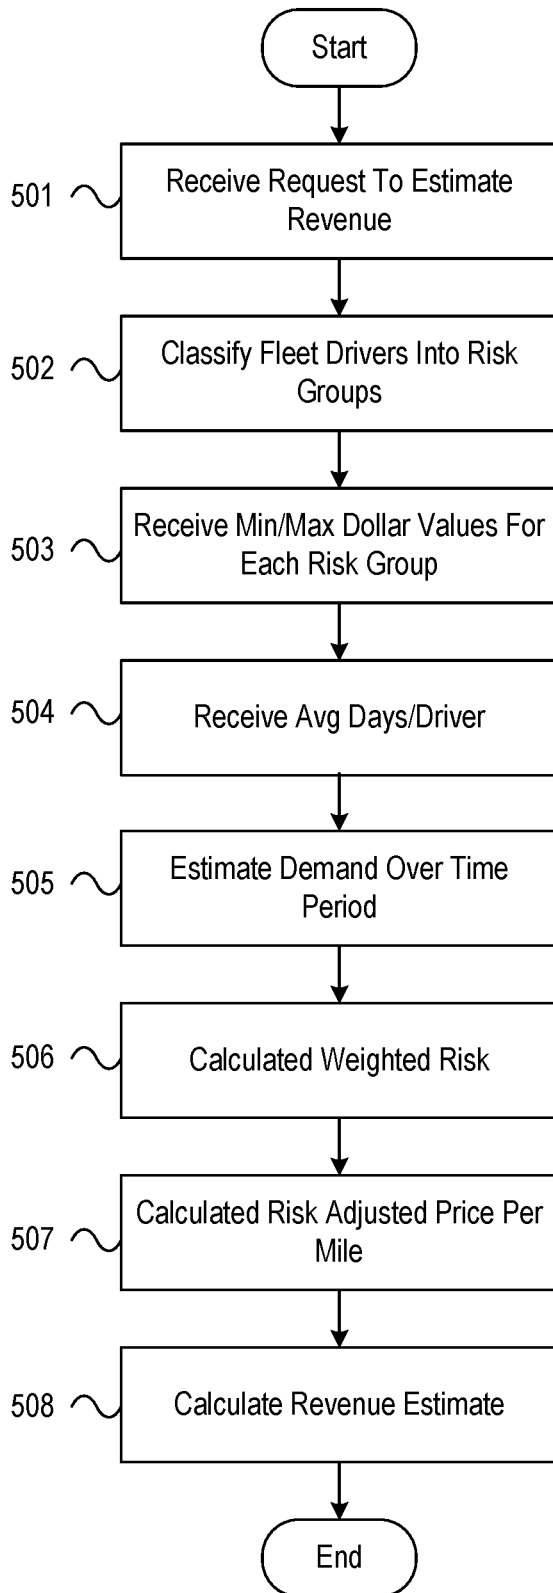 Start
501
Receive Request To Estimate
Revenue
502
Classify Fleet Drivers Into Risk
Groups
503
Receive Min/Max Dollar Values For
Each Risk Group
504
Receive Avg Days/Driver
505
Estimate Demand Over Time
Period
506
Calculated Weighted Risk
507
Calculated Risk Adjusted Price Per
Mile
508
Calculate Revenue Estimate
End